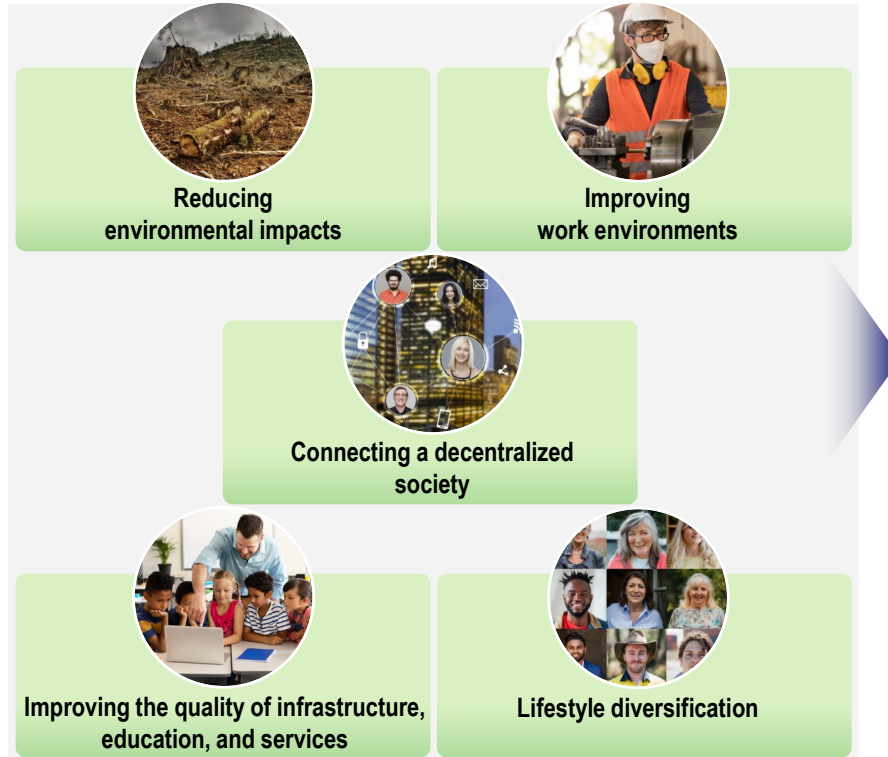 Reducing
environmental impacts
Improving
work environments
Connecting a decentralized
society
Improving the quality of infrastructure,
education, and services
Lifestyle diversification